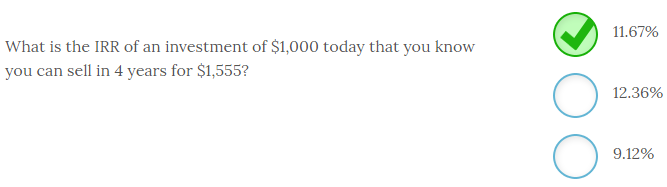 What is the IRR of an investment of $1,000 today that you know
you can sell in 4 years for $1,555?
11.67%
12.36%
9.12%